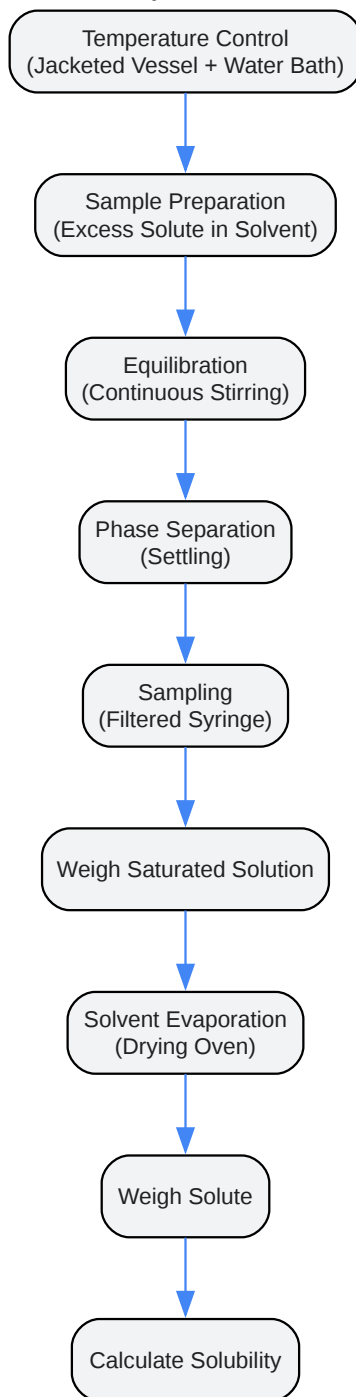 Temperature Control
(Jacketed Vessel + Water Bath)
Sample Preparation
(Excess Solute in Solvent)
Equilibration
(Continuous Stirring)
Phase Separation
(Settling)
Sampling
(Filtered Syringe)
Weigh Saturated Solution
Solvent Evaporation
(Drying Oven)
Weigh Solute
Calculate Solubility